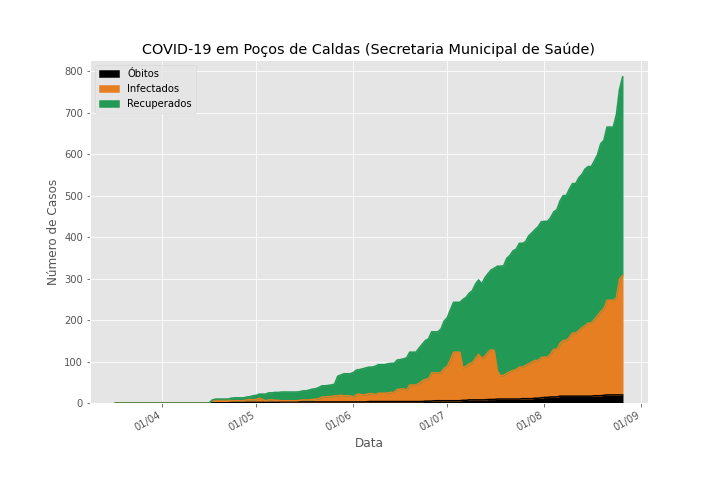 COVID-19 em Poços de Caldas (Secretaria Municipal de Saúde)
Óbitos
Infectados
Recuperados
800
700
600
500
400
300
200
100
0
Número de Casos
01/04
01/05
01/06
01/07
01/08
01/09
Data